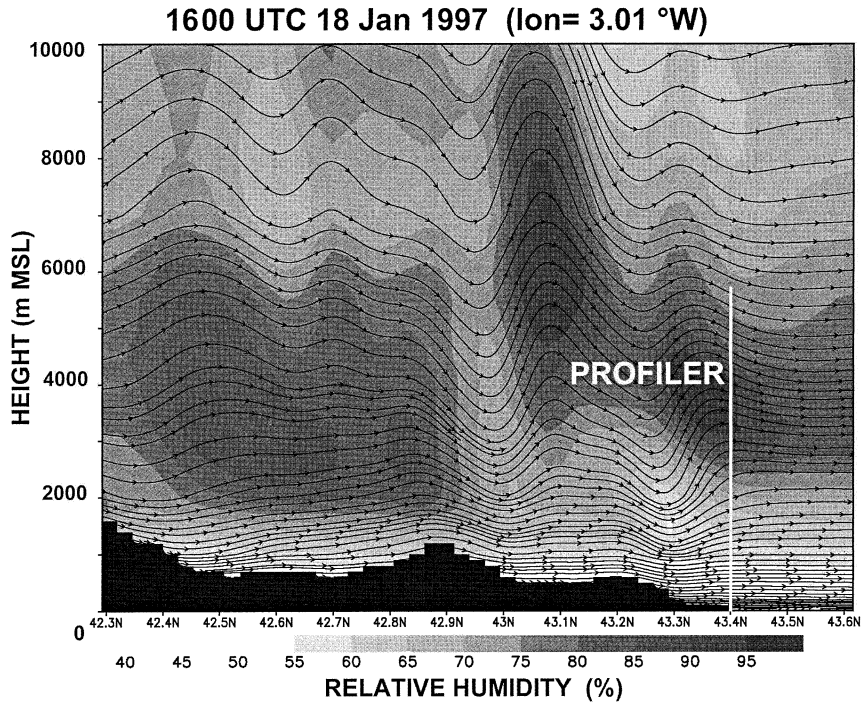 1600 UTC 18 Jan 1997 (lon= 3.01 °W)
10000
8000
6000
4000
2000
0
HEIGHT (m MSL)
PROFILER
42.3N 42.4N 42.5N 42.6N 42.7N 42.8N 42.9N 43N 43.1N 43.2N 43.3N 43.4N 43.5N 43.6N
40 45 50 55 60 65 70 75 80 85 90 95
RELATIVE HUMIDITY (%)